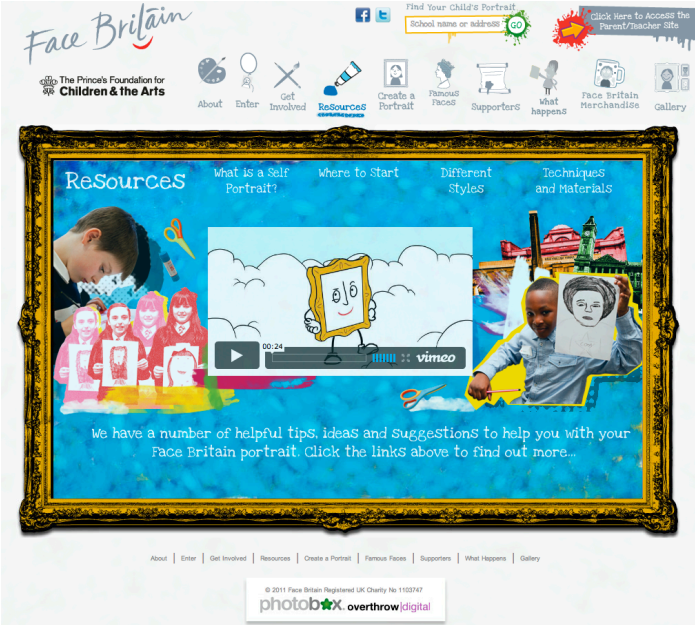 Face Britain
The Prince's Foundation for
Children & the Arts
Find Your Child's Portrait
School name or address
GO
Click Here to Access the
Parent/Teacher Site
About
Enter
Get
Involved
Resources
Create a
Portrait
Famous
Faces
Supporters
What
happens
Face Britain
Merchandise
Gallery
Resources
What is a Self
Portrait?
Where to Start
Different
Styles
Techniques
and Materials
00:24
vimeo
We have a number of helpful tips, ideas and suggestions to help you with your
Face Britain portrait. Click the links above to find out more...
About | Enter | Get Involved | Resources | Create a Portrait | Famous Faces | Supporters | What Happens | Gallery
© 2011 Face Britain Registered UK Charity No 1103747
photobox. overthrow|digital